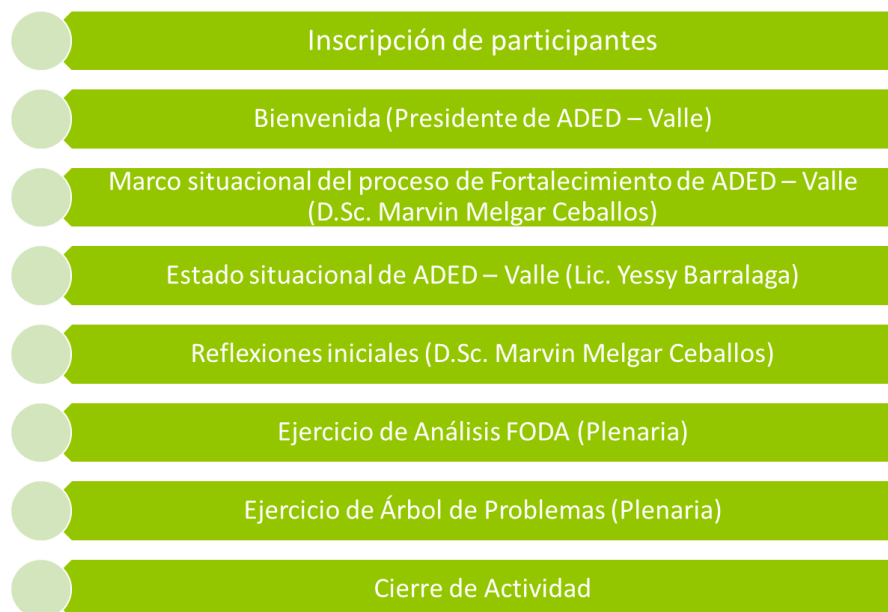 Inscripción de participantes
Bienvenida (Presidente de ADED – Valle)
Marco situacional del proceso de Fortalecimiento de ADED – Valle
(D.Sc. Marvin Melgar Ceballos)
Estado situacional de ADED – Valle (Lic. Yessy Barralaga)
Reflexiones iniciales (D.Sc. Marvin Melgar Ceballos)
Ejercicio de Análisis FODA (Plenaria)
Ejercicio de Árbol de Problemas (Plenaria)
Cierre de Actividad